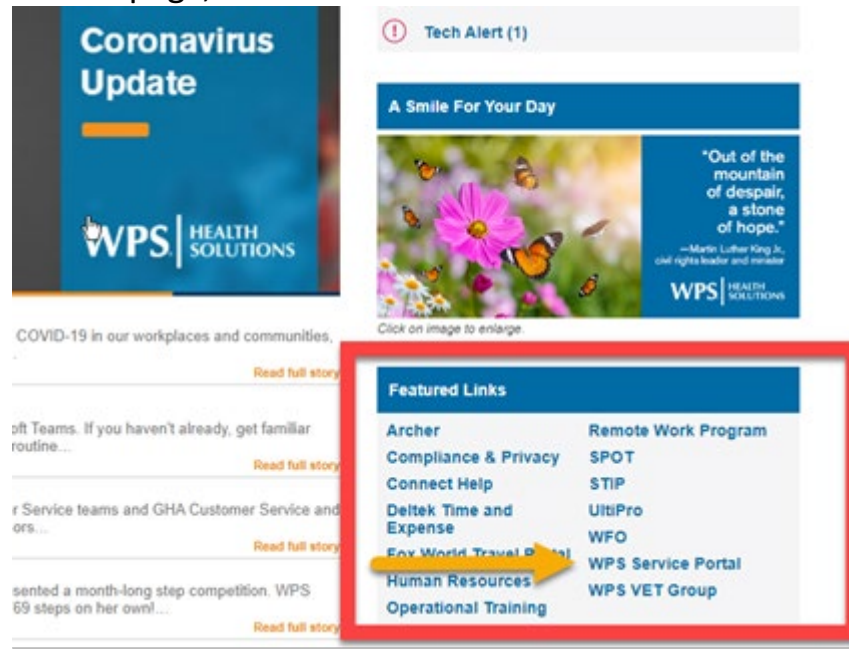 Coronavirus
Update
WPS HEALTH
SOLUTIONS
COVID-19 in our workplaces and communities,
Read full story
oft Teams. If you haven't already, get familiar
routine...
Read full story
r Service teams and GHA Customer Service and
ors...
Read full story
sented a month-long step competition. WPS
69 steps on her own!...
Read full story
Tech Alert (1)
A Smile For Your Day
"Out of the
mountain
of despair,
a stone
of hope."
—Martin Luther King Jr.,
civil rights leader and minister
WPS HEALTH
SOLUTIONS
Click on image to enlarge.
Featured Links
Archer
Compliance & Privacy
Connect Help
Deltek Time and
Expense
Fox World Travel Portal
Human Resources
Operational Training
Remote Work Program
SPOT
STIP
UltiPro
WFO
WPS Service Portal
WPS VET Group